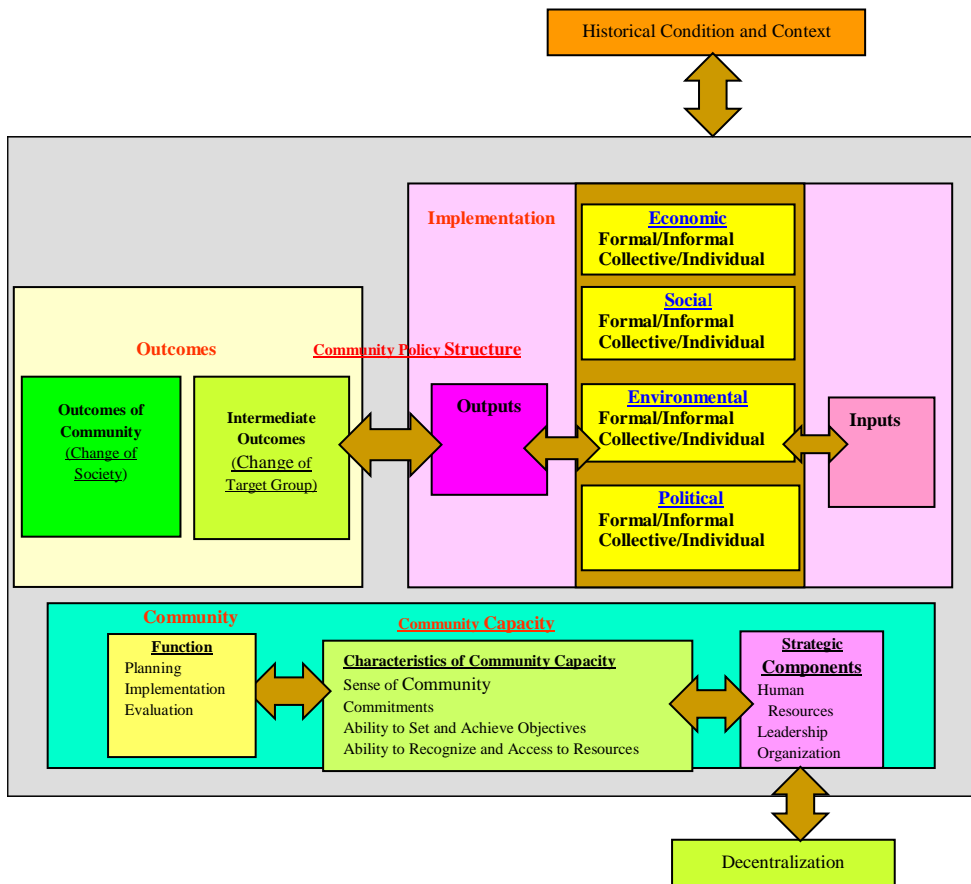 Historical Condition and Context
Implementation
Economic
Formal/Informal
Collective/Individual
Social
Formal/Informal
Collective/Individual
Outcomes
Community Policy Structure
Outcomes of
Community
(Change of
Society)
Intermediate
Outcomes
(Change of
Target Group)
Outputs
Environmental
Formal/Informal
Collective/Individual
Inputs
Political
Formal/Informal
Collective/Individual
Community
Community Capacity
Function
Planning
Implementation
Evaluation
Characteristics of Community Capacity
Sense of Community
Commitments
Ability to Set and Achieve Objectives
Ability to Recognize and Access to Resources
Strategic
Components
Human
Resources
Leadership
Organization
Decentralization